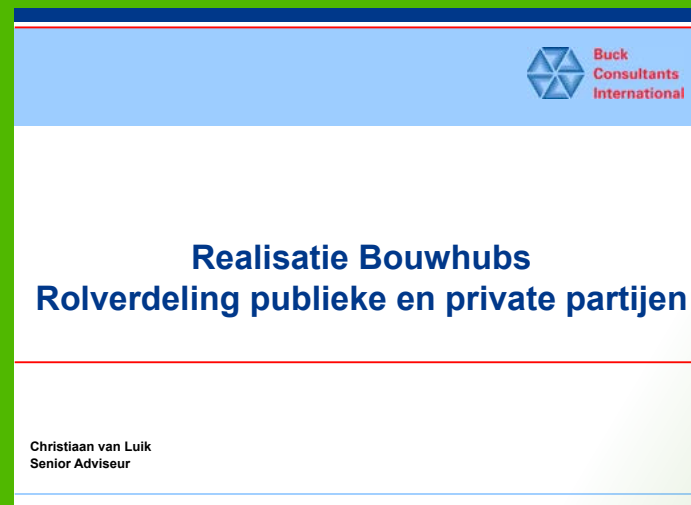 Buck
Consultants
International
Realisatie Bouwhubs
Rolverdeling publieke en private partijen
Christiaan van Luik
Senior Adviseur